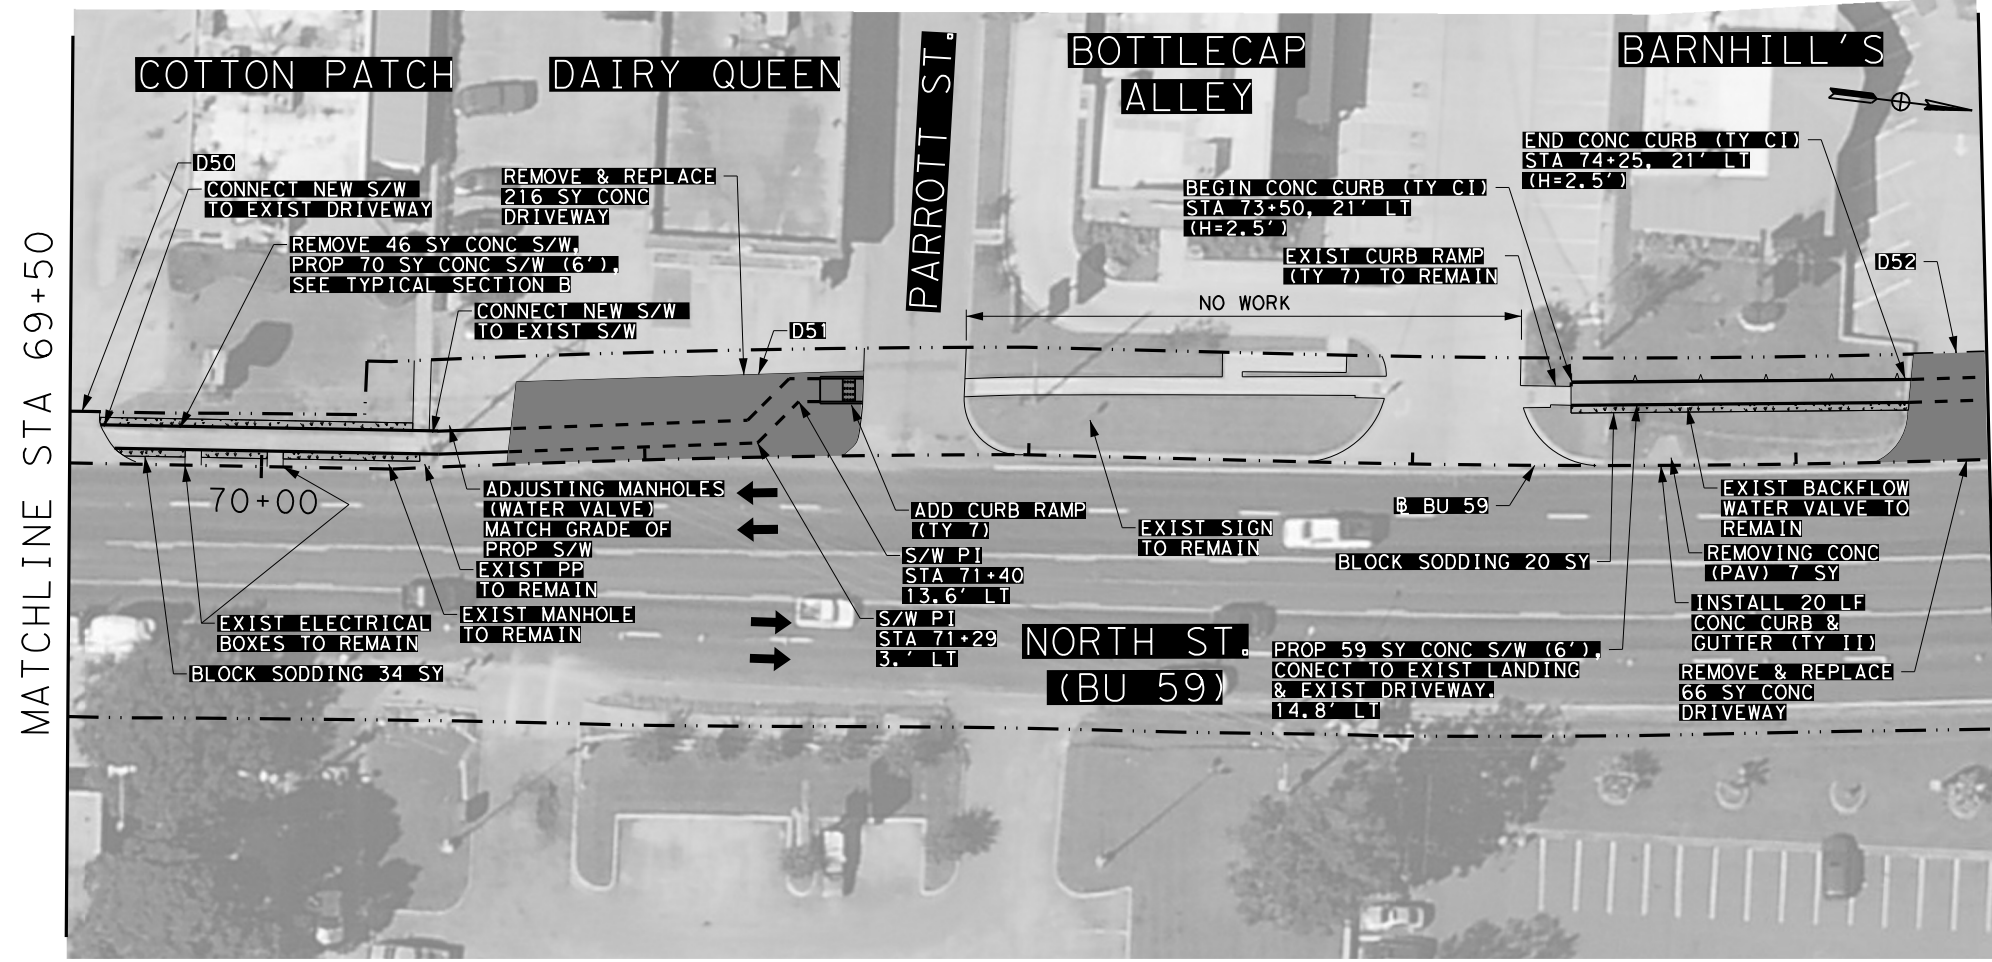 COTTON PATCH
DAIRY QUEEN
PARROTT ST.
BOTTLECAP
ALLEY
BARNHILL'S
D50
CONNECT NEW S/W
TO EXIST DRIVEWAY
REMOVE & REPLACE
216 SY CONC
DRIVEWAY
REMOVE 46 SY CONC S/W,
PROP 70 SY CONC S/W (6'),
SEE TYPICAL SECTION B
CONNECT NEW S/W
TO EXIST S/W
D51
END CONC CURB (TY CI)
STA 74+25, 21' LT
(H=2.5')
BEGIN CONC CURB (TY CI)
STA 73+50, 21' LT
(H=2.5')
EXIST CURB RAMP
(TY 7) TO REMAIN
NO WORK
D52
MATCHLINE STA 69+50
70+00
ADJUSTING MANHOLES
(WATER VALVE)
MATCH GRADE OF
PROP S/W
EXIST PP
TO REMAIN
EXIST MANHOLE
TO REMAIN
EXIST ELECTRICAL
BOXES TO REMAIN
BLOCK SODDING 34 SY
ADD CURB RAMP
(TY 7)
S/W PI
STA 71+40
13.6' LT
S/W PI
STA 71+29
3.' LT
EXIST SIGN
TO REMAIN
BU 59
BLOCK SODDING 20 SY
NORTH ST.
(BU 59)
PROP 59 SY CONC S/W (6'),
CONECT TO EXIST LANDING
& EXIST DRIVEWAY.
14.8' LT
EXIST BACKFLOW
WATER VALVE TO
REMAIN
REMOVING CONC
(PAV) 7 SY
INSTALL 20 LF
CONC CURB &
GUTTER (TY II)
REMOVE & REPLACE
66 SY CONC
DRIVEWAY